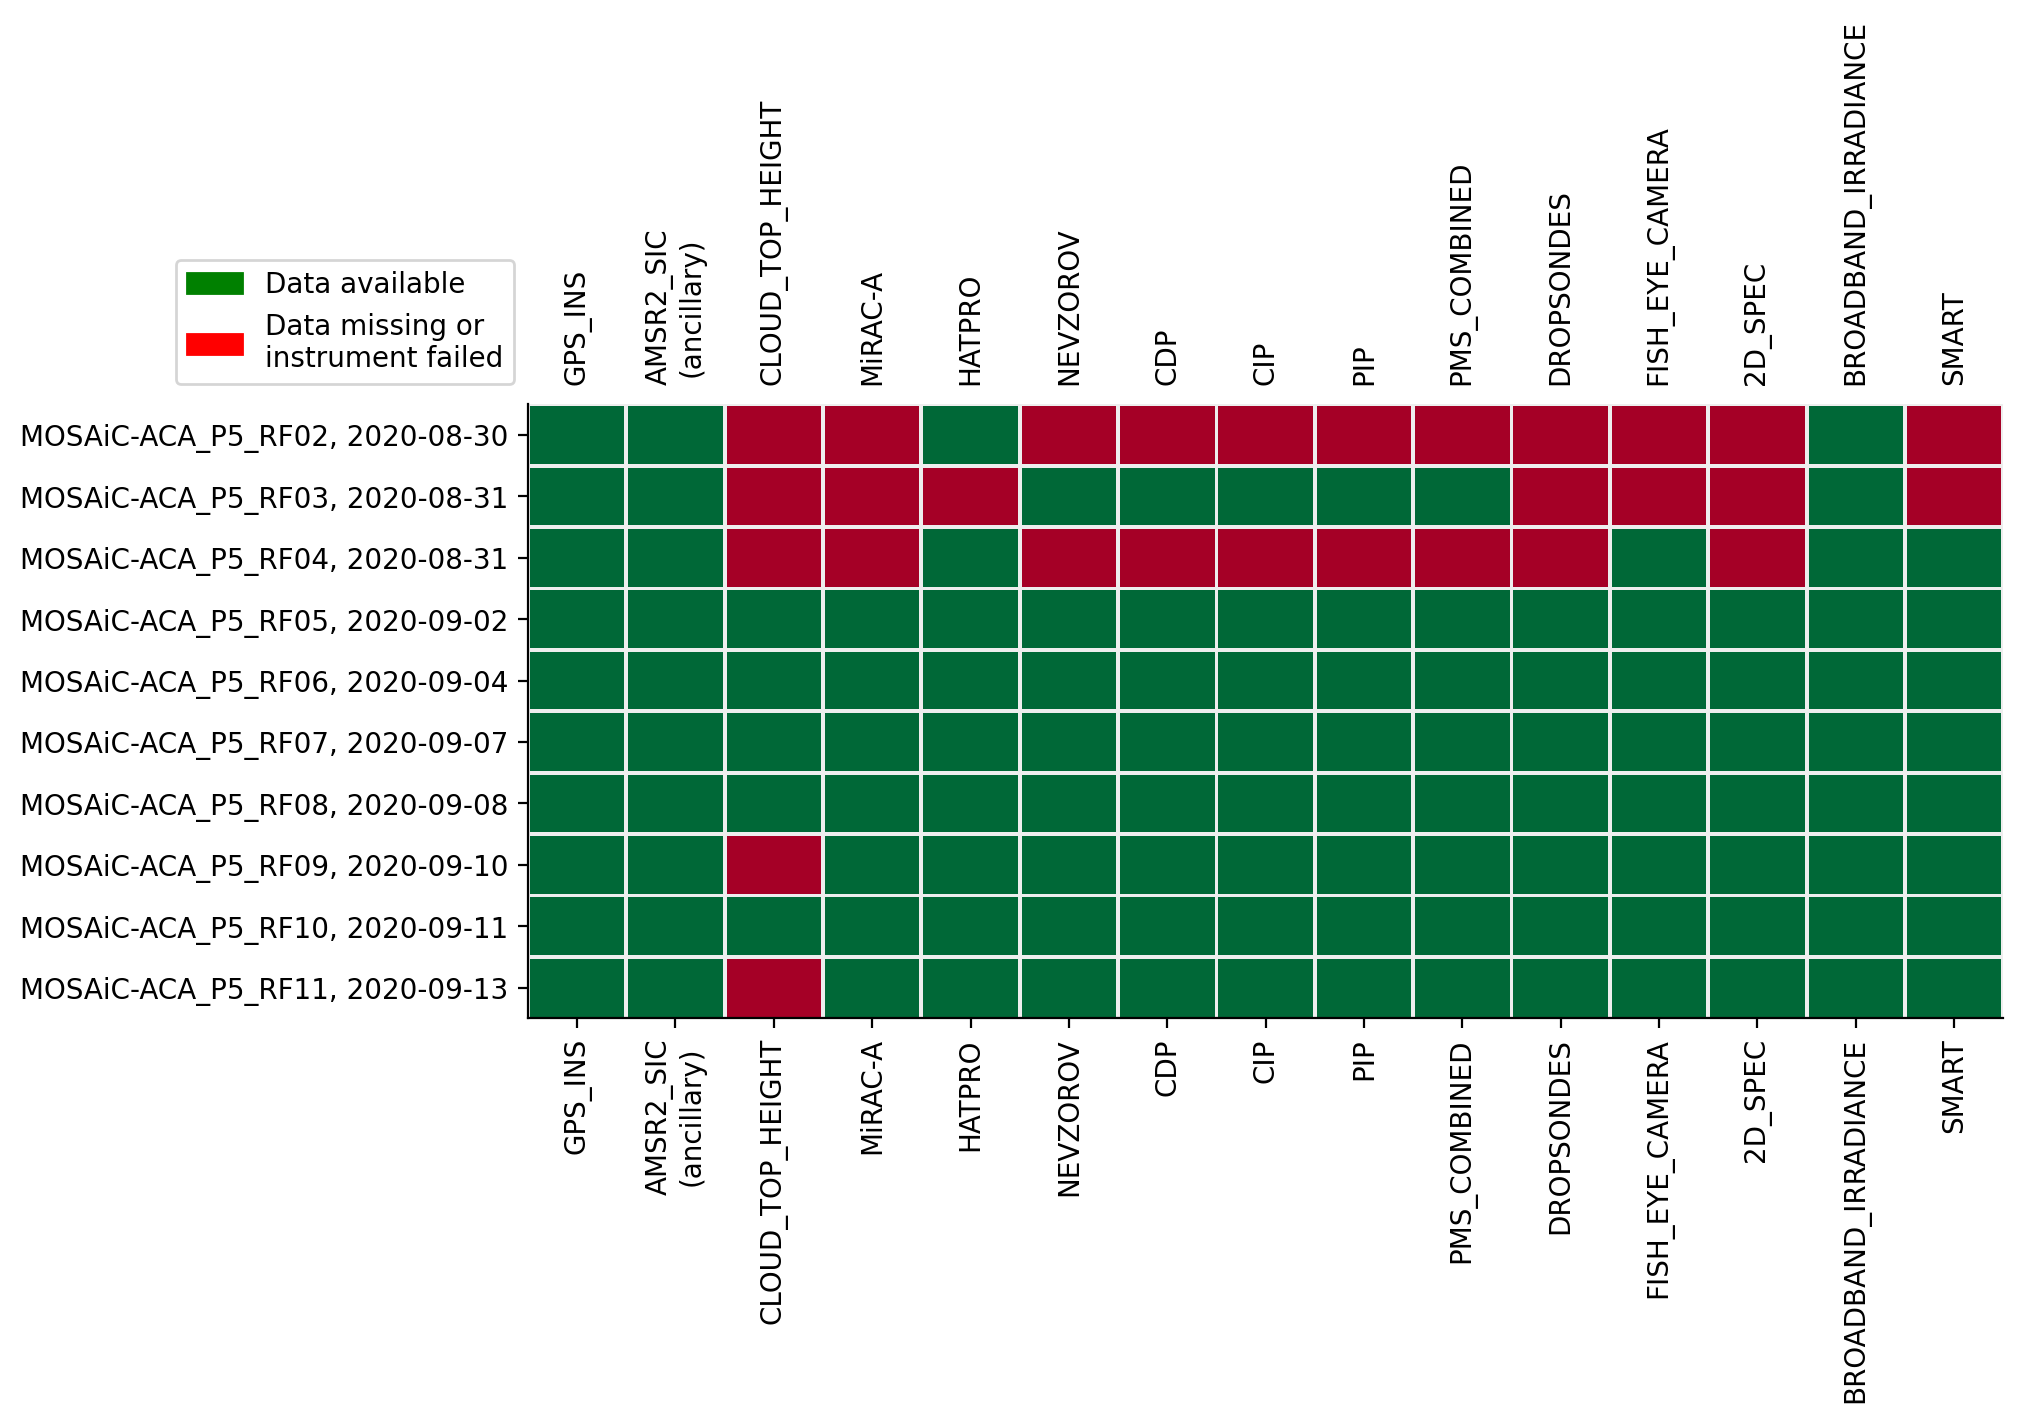 Data available
Data missing or
instrument failed
GPS_INS
AMSR2_SIC
(ancillary)
CLOUD_TOP_HEIGHT
MiRAC-A
HATPRO
NEVZOROV
CDP
CIP
PIP
PMS_COMBINED
DROPSONDES
FISH_EYE_CAMERA
2D_SPEC
BROADBAND_IRRADIANCE
SMART
MOSAiC-ACA_P5_RF02, 2020-08-30
MOSAiC-ACA_P5_RF03, 2020-08-31
MOSAiC-ACA_P5_RF04, 2020-08-31
MOSAiC-ACA_P5_RF05, 2020-09-02
MOSAiC-ACA_P5_RF06, 2020-09-04
MOSAiC-ACA_P5_RF07, 2020-09-07
MOSAiC-ACA_P5_RF08, 2020-09-08
MOSAiC-ACA_P5_RF09, 2020-09-10
MOSAiC-ACA_P5_RF10, 2020-09-11
MOSAiC-ACA_P5_RF11, 2020-09-13
GPS_INS
AMSR2_SIC
(ancillary)
CLOUD_TOP_HEIGHT
MiRAC-A
HATPRO
NEVZOROV
CDP
CIP
PIP
PMS_COMBINED
DROPSONDES
FISH_EYE_CAMERA
2D_SPEC
BROADBAND_IRRADIANCE
SMART